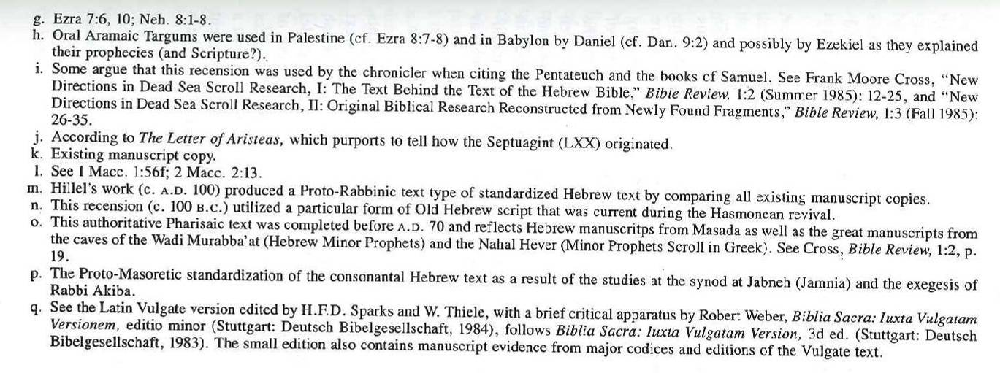 g. Ezra 7:6, 10; Neh. 8:1-8.
h. Oral Aramaic Targums were used in Palestine (cf. Ezra 8:7-8) and in Babylon by Daniel (cf. Dan. 9:2) and possibly by Ezekiel as they explained
their prophecies (and Scripture?).
i. Some argue that this recension was used by the chronicler when citing the Pentateuch and the books of Samuel. See Frank Moore Cross, “New
Directions in Dead Sea Scroll Research, I: The Text Behind the Text of the Hebrew Bible,” Bible Review, 1:2 (Summer 1985): 12-25, and “New
Directions in Dead Sea Scroll Research, II: Original Biblical Research Reconstructed from Newly Found Fragments,” Bible Review, 1:3 (Fall 1985):
26-35.
j. According to The Letter of Aristeas, which purports to tell how the Septuagint (LXX) originated.
k. Existing manuscript copy.
l. See 1 Macc. 1:56f; 2 Macc. 2:13.
m. Hillel’s work (c. A.D. 100) produced a Proto-Rabbinic text type of standardized Hebrew text by comparing all existing manuscript copies.
n. This recension (c. 100 B.C.) utilized a particular form of Old Hebrew script that was current during the Hasmonean revival.
o. This authoritative Pharisaic text was completed before A.D. 70 and reflects Hebrew manuscritps from Masada as well as the great manuscripts from
the caves of the Wadi Murabba’at (Hebrew Minor Prophets) and the Nahal Hever (Minor Prophets Scroll in Greek). See Cross, Bible Review, 1:2, p.
19.
p. The Proto-Masoretic standardization of the consonantal Hebrew text as a result of the studies at the synod at Jabneh (Jamnia) and the exegesis of
Rabbi Akiba.
q. See the Latin Vulgate version edited by H.F.D. Sparks and W. Thiele, with a brief critical apparatus by Robert Weber, Biblia Sacra: Iuxta Vulgatam
Versionem, editio minor (Stuttgart: Deutsch Bibelgesellschaft, 1984), follows Biblia Sacra: Iuxta Vulgatam Version, 3d ed. (Stuttgart: Deutsch
Bibelgesellschaft, 1983). The small edition also contains manuscript evidence from major codices and editions of the Vulgate text.